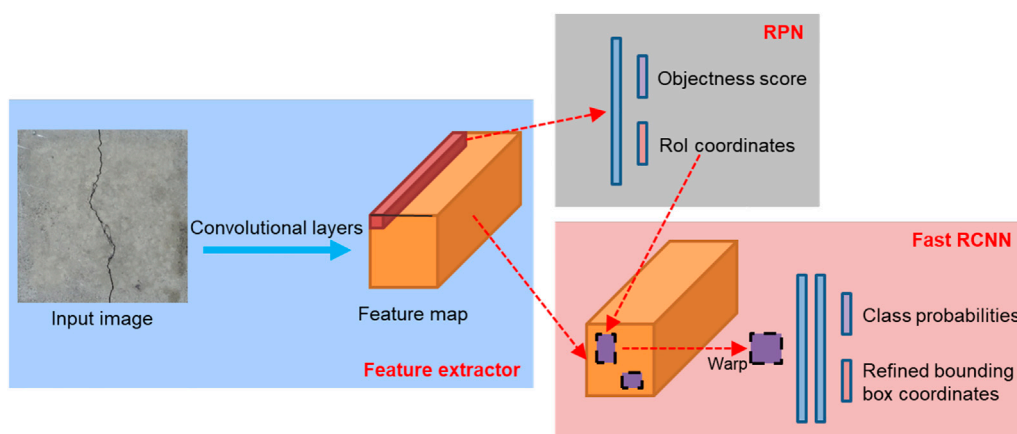 RPN
Objectness score
RoI coordinates
Convolutional layers
Input image
Feature map
Feature extractor
Fast RCNN
Class probabilities
Warp
Refined bounding
box coordinates